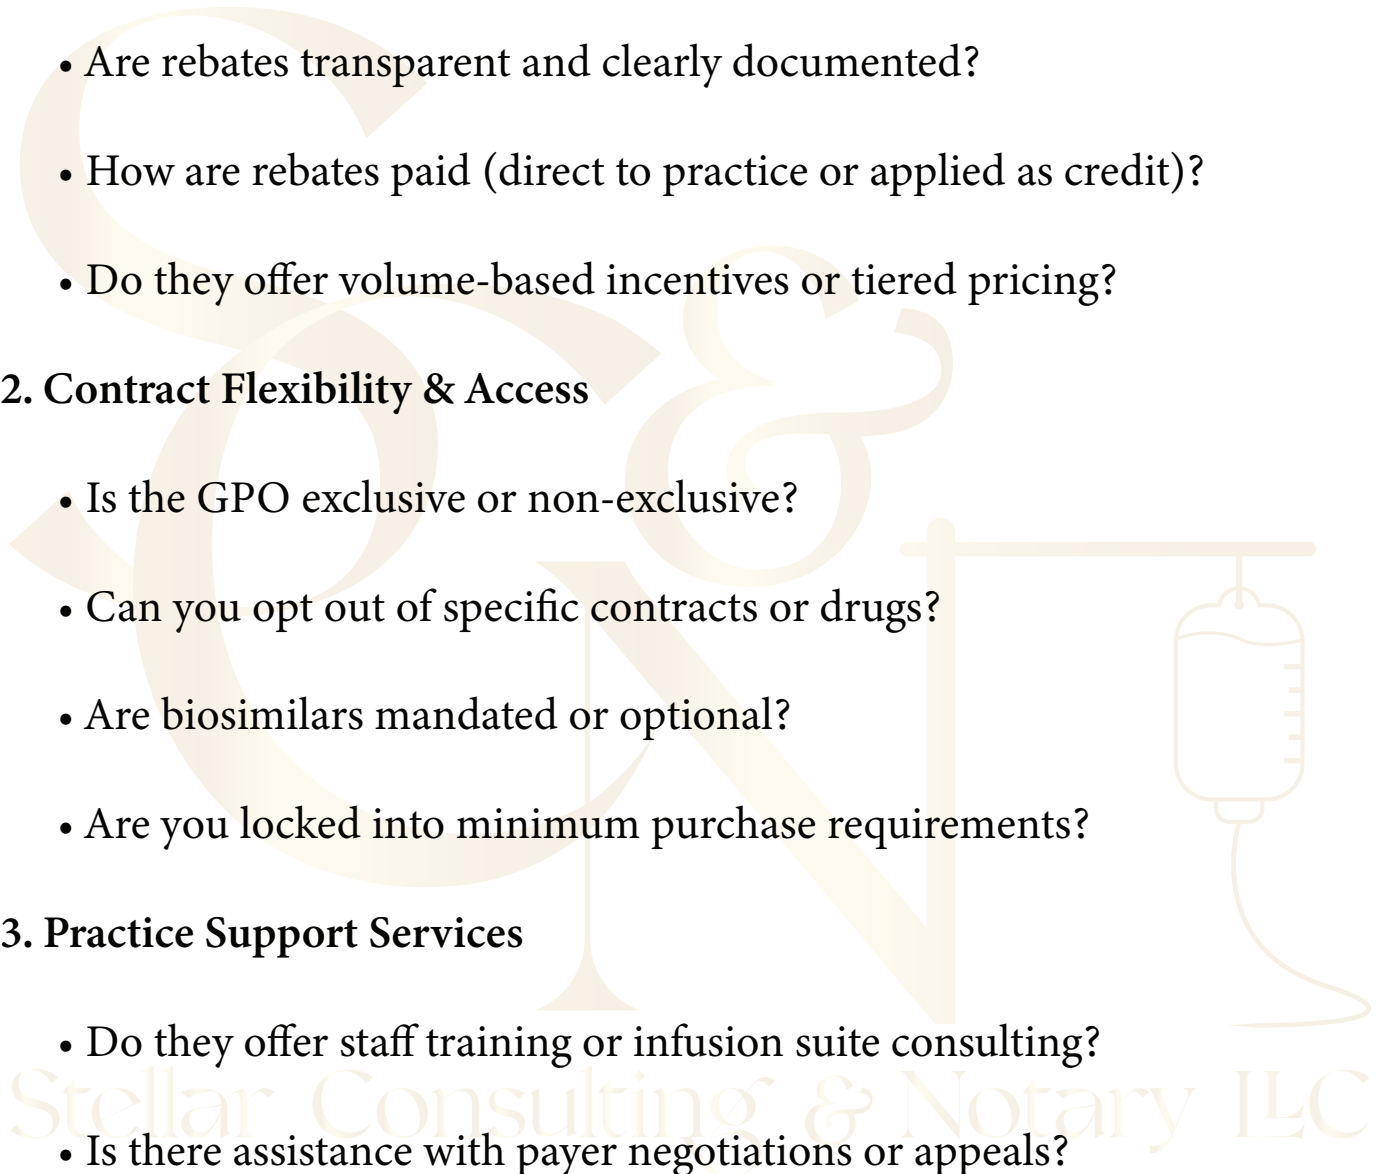 • Are rebates transparent and clearly documented?
• How are rebates paid (direct to practice or applied as credit)?
• Do they offer volume-based incentives or tiered pricing?
2. Contract Flexibility & Access
• Is the GPO exclusive or non-exclusive?
• Can you opt out of specific contracts or drugs?
• Are biosimilars mandated or optional?
• Are you locked into minimum purchase requirements?
3. Practice Support Services
• Do they offer staff training or infusion suite consulting?
Stellar Consulting & Notary LLC
• Is there assistance with payer negotiations or appeals?
SC&N